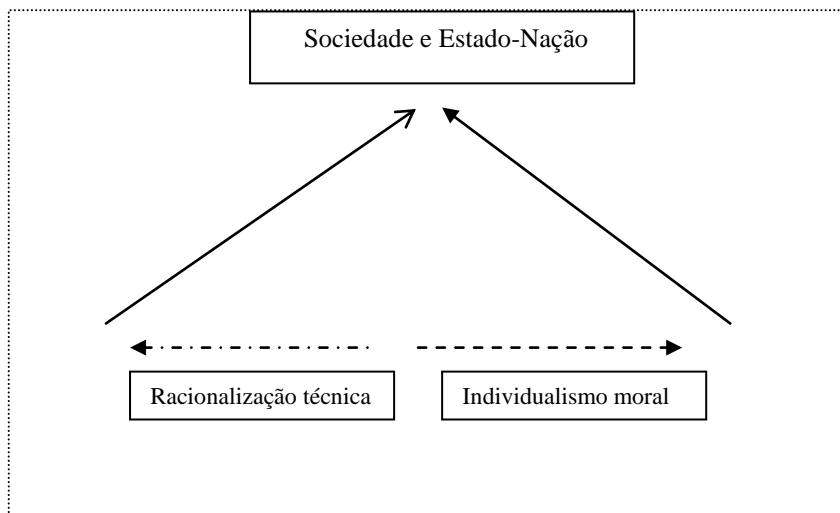 Sociedade e Estado-Nação
Racionalização técnica
Individualismo moral